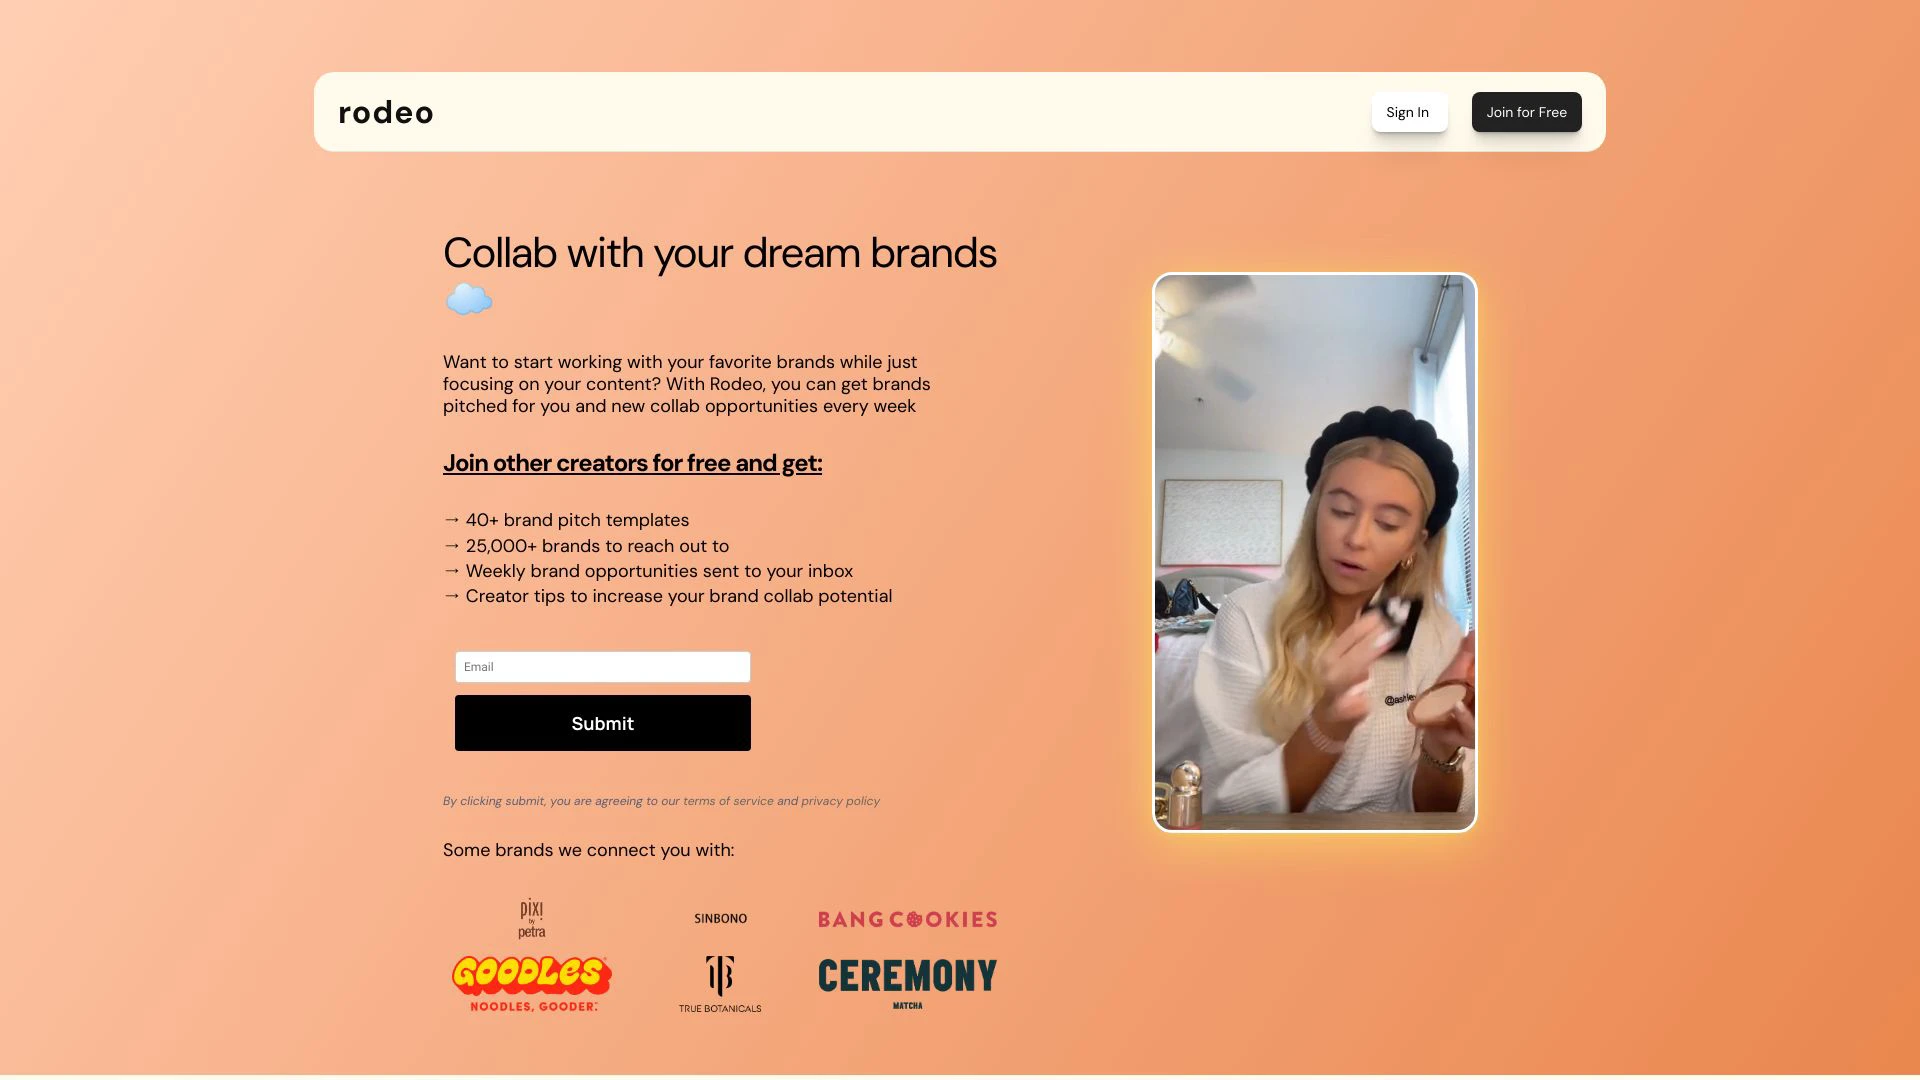 rodeo
Sign In
Join for Free
Collab with your dream brands
Want to start working with your favorite brands while just
focusing on your content? With Rodeo, you can get brands
pitched for you and new collab opportunities every week
Join other creators for free and get:
→ 40+ brand pitch templates
→ 25,000+ brands to reach out to
→ Weekly brand opportunities sent to your inbox
→ Creator tips to increase your brand collab potential
Email
Submit
By clicking submit, you are agreeing to our terms of service and privacy policy
Some brands we connect you with:
pixi
by
petra
SINBONO
BANG COOKIES
GOODLES
NOODLES, GOODER.™
TB
TRUE BOTANICALS
CEREMONY
MATCHA